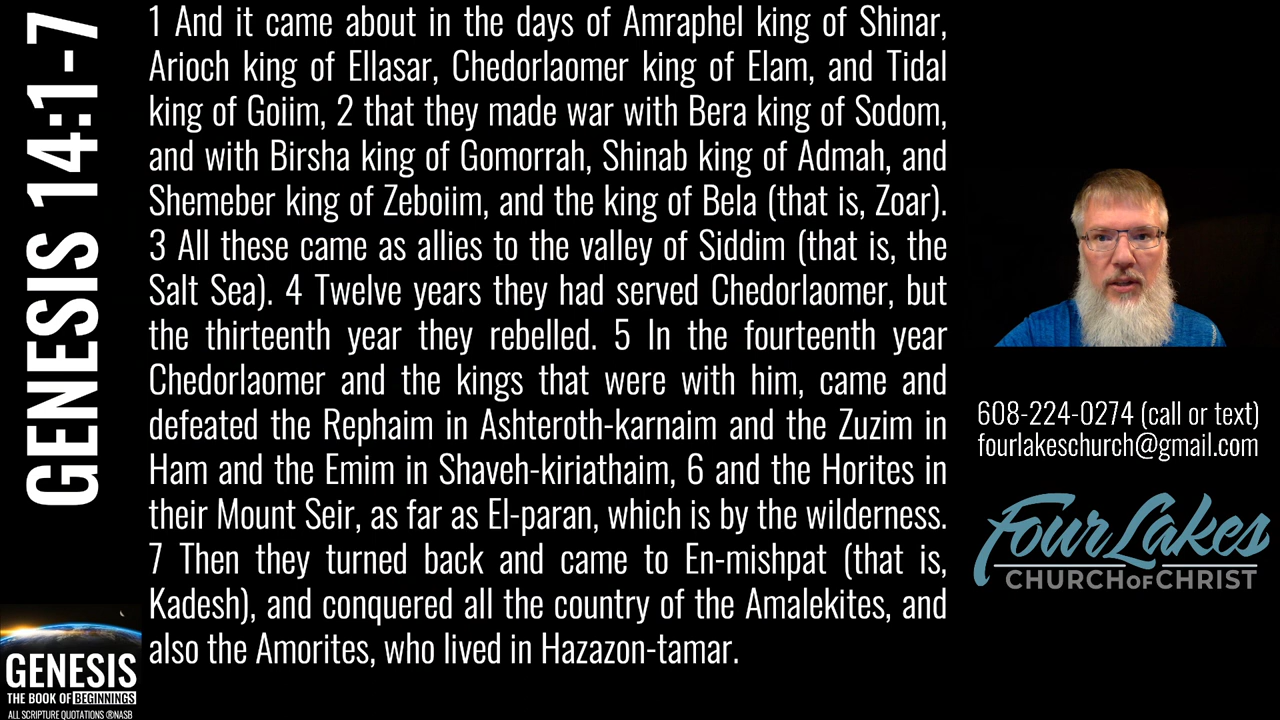 GENESIS 14:1-7
1 And it came about in the days of Amraphel king of Shinar,
Arioch king of Ellasar, Chedorlaomer king of Elam, and Tidal
king of Goiim, 2 that they made war with Bera king of Sodom,
and with Birsha king of Gomorrah, Shinab king of Admah, and
Shemeber king of Zeboiim, and the king of Bela (that is, Zoar).
3 All these came as allies to the valley of Siddim (that is, the
Salt Sea). 4 Twelve years they had served Chedorlaomer, but
the thirteenth year they rebelled. 5 In the fourteenth year
Chedorlaomer and the kings that were with him, came and
defeated the Rephaim in Ashteroth-karnaim and the Zuzim in
Ham and the Emim in Shaveh-kiriathaim, 6 and the Horites in
their Mount Seir, as far as El-paran, which is by the wilderness.
7 Then they turned back and came to En-mishpat (that is,
Kadesh), and conquered all the country of the Amalekites, and
also the Amorites, who lived in Hazazon-tamar.
608-224-0274 (call or text)
fourlakeschurch@gmail.com
Four Lakes
CHURCH OF CHRIST
GENESIS
THE BOOK OF BEGINNINGS
ALL SCRIPTURE QUOTATIONS ®NASB